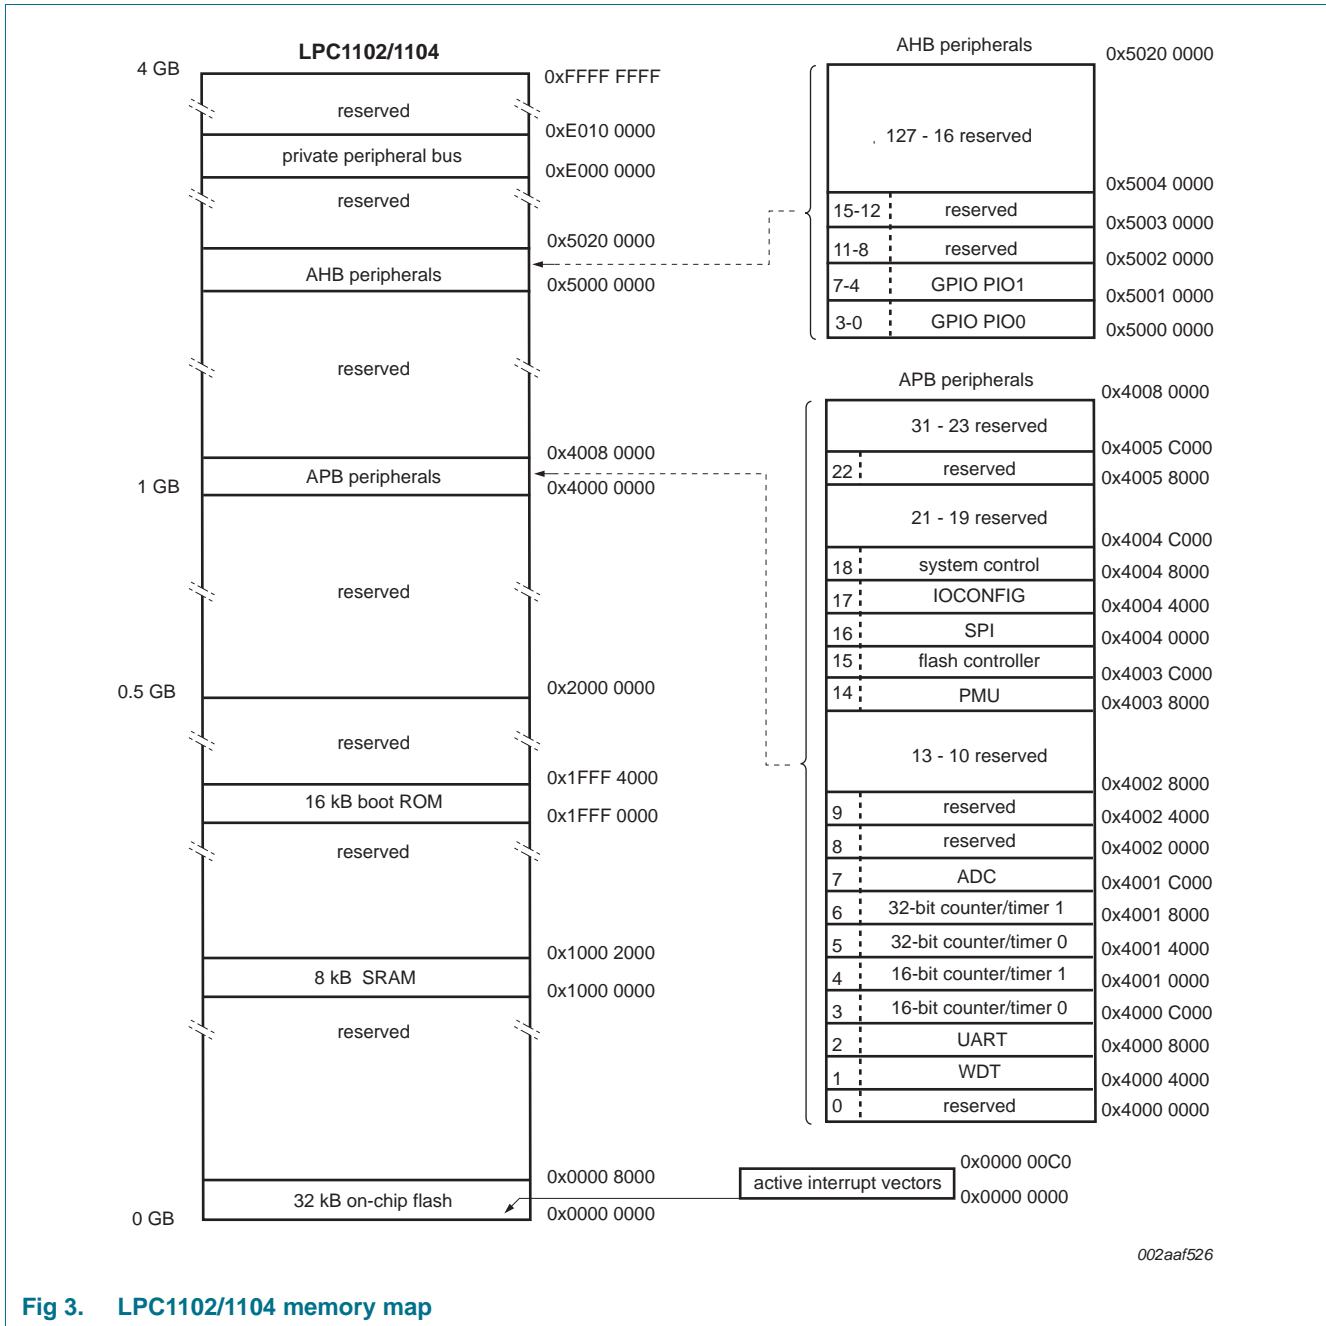 LPC1102/1104
4 GB
0xFFFF FFFF
reserved
0xE010 0000
private peripheral bus
0xE000 0000
reserved
0x5020 0000
AHB peripherals
0x5000 0000
reserved
0x4008 0000
APB peripherals
1 GB
0x4000 0000
reserved
0x2000 0000
0.5 GB
reserved
0x1FFF 4000
16 kB boot ROM
0x1FFF 0000
reserved
0x1000 2000
8 kB SRAM
0x1000 0000
reserved
0x0000 8000
32 kB on-chip flash
0 GB
0x0000 0000
AHB peripherals
0x5020 0000
127 - 16 reserved
0x5004 0000
15-12 reserved
0x5003 0000
11-8 reserved
0x5002 0000
7-4 GPIO PIO1
0x5001 0000
3-0 GPIO PIO0
0x5000 0000
APB peripherals
0x4008 0000
31 - 23 reserved
0x4005 C000
22 reserved
0x4005 8000
21 - 19 reserved
0x4004 C000
18 system control
0x4004 8000
17 IOCONFIG
0x4004 4000
16 SPI
0x4004 0000
15 flash controller
0x4003 C000
14 PMU
0x4003 8000
13 - 10 reserved
0x4002 8000
9 reserved
0x4002 4000
8 reserved
0x4002 0000
7 ADC
0x4001 C000
6 32-bit counter/timer 1
0x4001 8000
5 32-bit counter/timer 0
0x4001 4000
4 16-bit counter/timer 1
0x4001 0000
3 16-bit counter/timer 0
0x4000 C000
2 UART
0x4000 8000
1 WDT
0x4000 4000
0 reserved
0x4000 0000
0x0000 00C0
active interrupt vectors
0x0000 0000
002aaf526
Fig 3. LPC1102/1104 memory map